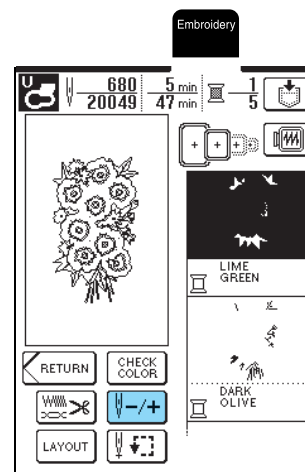 Embroidery
U
680 5 min 1
20049 47 min 5
LIME
GREEN
DARK
OLIVE
RETURN
CHECK
COLOR
-/+
LAYOUT